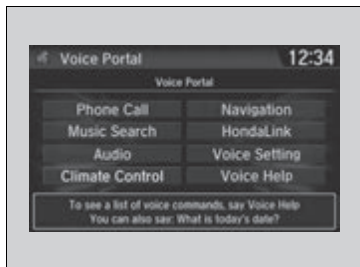 Voice Portal
12:34
Voice Portal
Phone Call
Navigation
Music Search
HondaLink
Audio
Voice Setting
Climate Control
Voice Help
To see a list of voice commands, say Voice Help
You can also say: What is today's date?